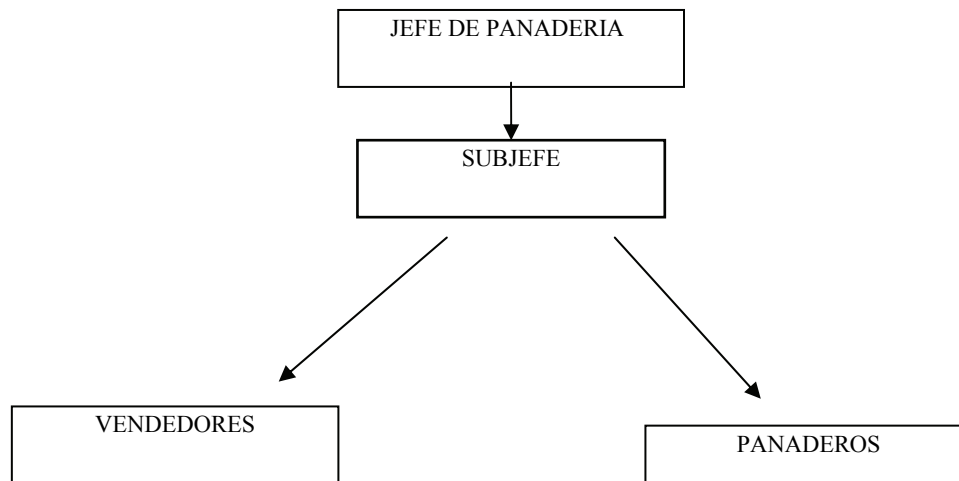 JEFE DE PANADERIA
SUBJEFE
VENDEDORES
PANADEROS